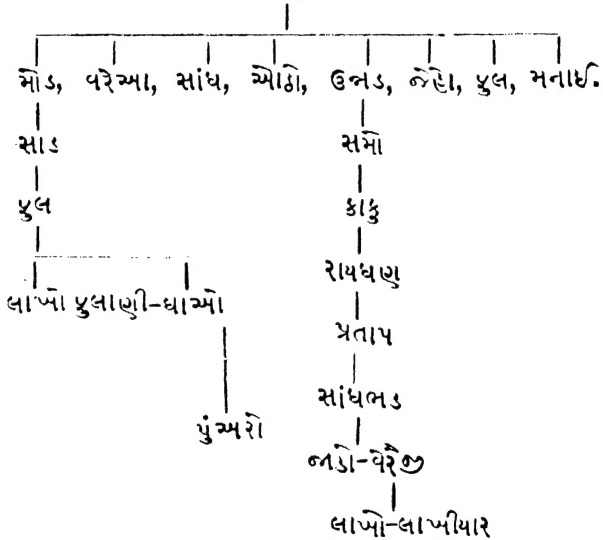 મોડ, વરેઆ, સાંધ, ઓઠો, ઉન્નડ, જેહો, ફુલ, મનાઈ.
સાડ સમો
ફુલ કાકુ
રાયધણ
લાખો ફુલાણી-ઘાઓ
પ્રતાપ
સાંધભડ
પુંઅરો
જાડો-વેરૈજી
લાખો-લાખીયાર